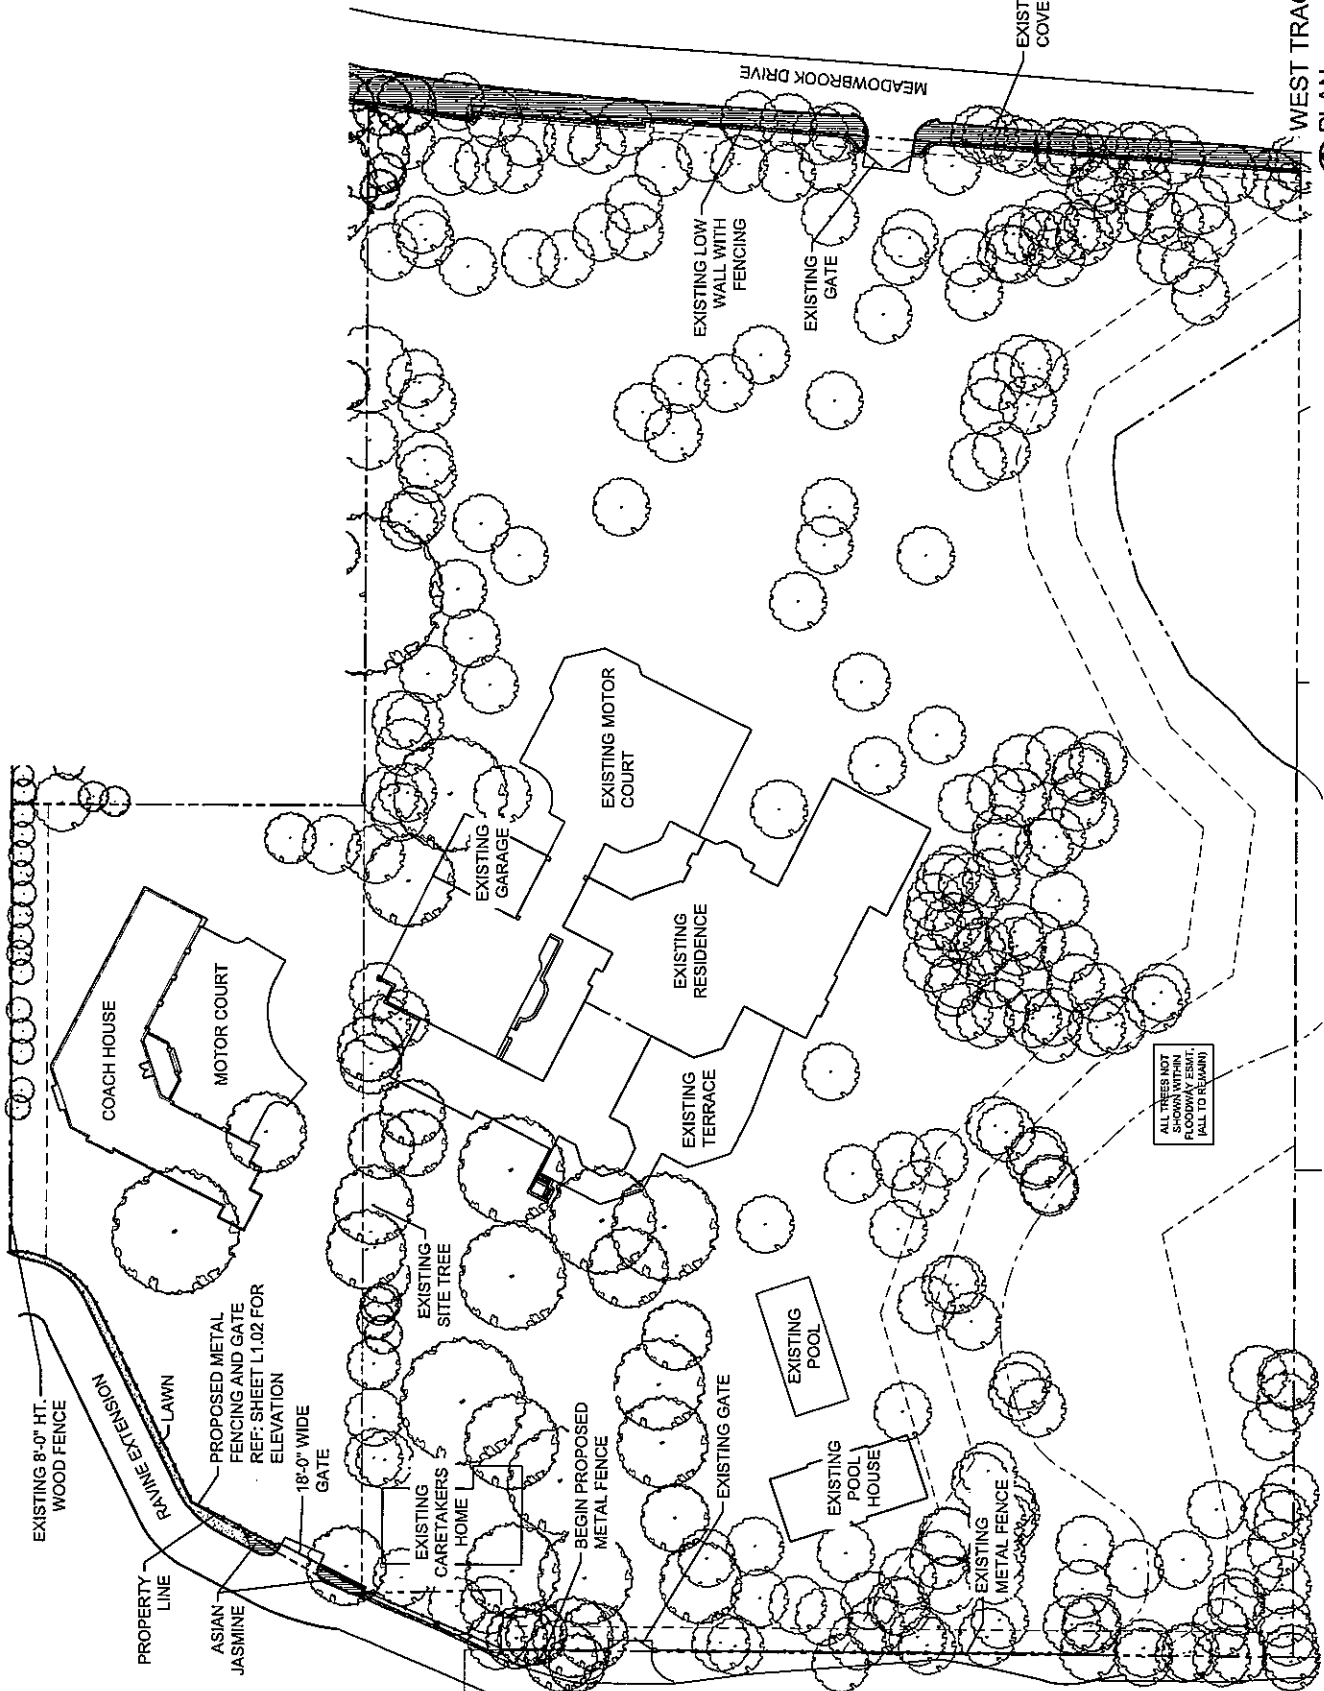 EXISTING 8'-0" HT.
WOOD FENCE
RAVINE EXTENSION
LAWN
PROPOSED METAL
FENCING AND GATE
REF: SHEET L1.02 FOR
ELEVATION
18'-0" WIDE
GATE
PROPERTY
LINE
ASIAN
JASMINE
COACH HOUSE
MOTOR COURT
EXISTING
SITE TREE
EXISTING
CARETAKERS
HOME
BEGIN PROPOSED
METAL FENCE
EXISTING GATE
EXISTING
GARAGE
EXISTING MOTOR
COURT
EXISTING
RESIDENCE
EXISTING
TERRACE
EXISTING
POOL
EXISTING
POOL
HOUSE
EXISTING
METAL FENCE
EXISTING LOW
WALL WITH
FENCING
EXISTING
GATE
MEADOWBROOK DRIVE
EXIST
COVE
ALL TREES NOT
SHOWN WITHIN
FLOODWAY ESMT.
(ALL TO REMAIN)
WEST TRAC
PLAN